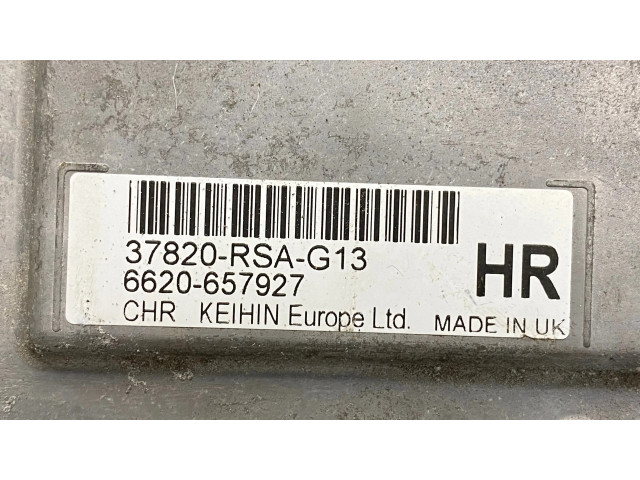 37820-RSA-G13
6620-657927
HR
CHR KEIHIN Europe Ltd. MADE IN UK